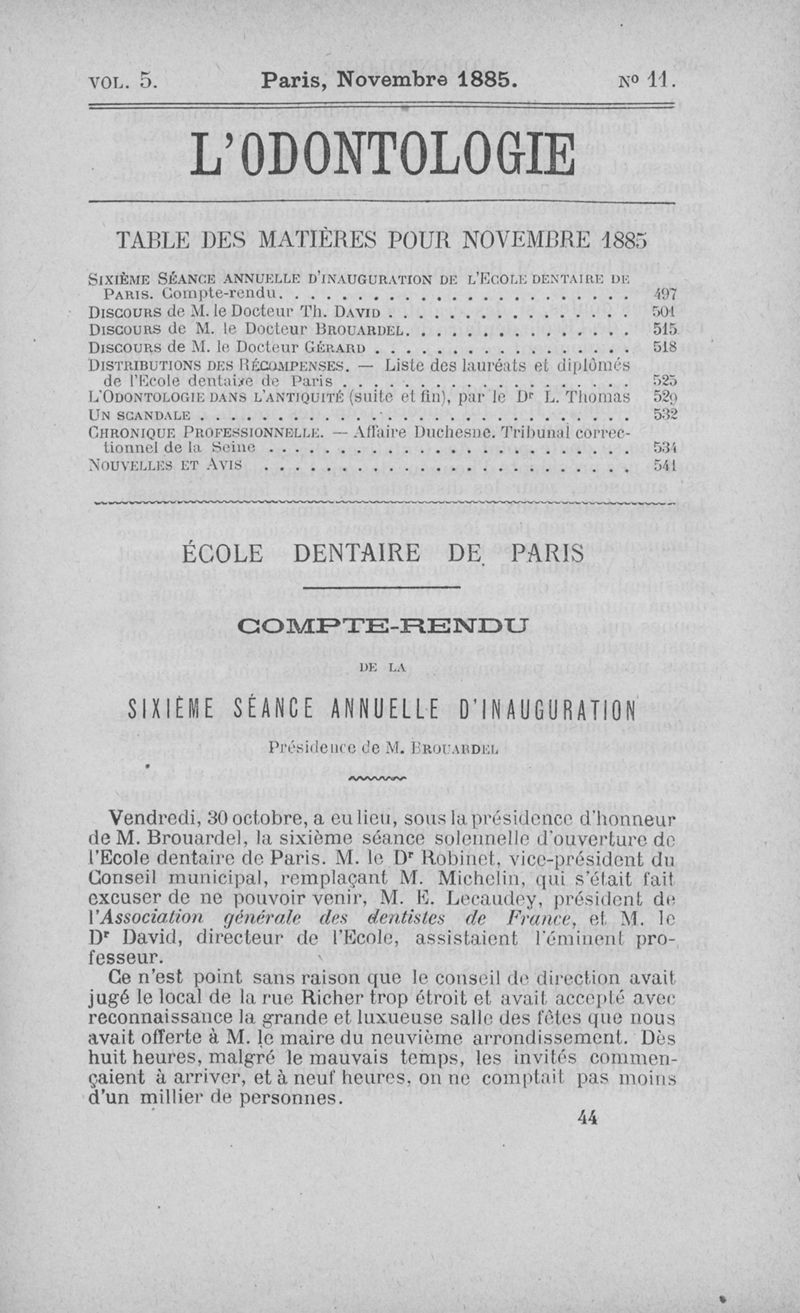 VOL. 5. Paris, Novembre 1885. No 11.
L'ODONTOLOGIE
TABLE DES MATIÈRES POUR NOVEMBRE 1885
SIXIÈME SÉANCE ANNUELLE D'INAUGURATION DE L'ECOLE DENTAIRE DE
PARIS. Compte-rendu. . . . . . . . . . . . . . . . . . . . . . . 497
DISCOURS de M. le Docteur Th. DAVID . . . . . . . . . . . . . . . . 501
DISCOURS de M. le Docteur BROUARDEL. . . . . . . . . . . . . . . 515
DISCOURS de M. le Docteur GÉRARD . . . . . . . . . . . . . . . . . 518
DISTRIBUTIONS DES RÉCOMPENSES. — Liste des lauréats et diplômés
de l'Ecole dentaire de Paris . . . . . . . . . . . . . . . . . . . 525
L'ODONTOLOGIE DANS L'ANTIQUITÉ (suite et fin), par le Dr L. Thomas 529
UN SCANDALE . . . . . . . . . . . . . . . . . . . . . . . . . . . . 532
CHRONIQUE PROFESSIONNELLE. — Affaire Duchesne. Tribunal correc-
tionnel de la Seine . . . . . . . . . . . . . . . . . . . . . . . . 534
NOUVELLES ET AVIS . . . . . . . . . . . . . . . . . . . . . . . . 541
ÉCOLE DENTAIRE DE PARIS
COMPTE-RENDU
DE LA
SIXIÈME SÉANCE ANNUELLE D'INAUGURATION
Présidence de M. BROUARDEL
Vendredi, 30 octobre, a eu lieu, sous la présidence d'honneur
de M. Brouardel, la sixième séance solennelle d'ouverture de
l'Ecole dentaire de Paris. M. le Dr Robinet, vice-président du
Conseil municipal, remplaçant M. Michelin, qui s'était fait
excuser de ne pouvoir venir, M. E. Lecaudey, président de
l'Association générale des dentistes de France, et M. le
Dr David, directeur de l'Ecole, assistaient l'éminent pro-
fesseur.
Ce n'est point sans raison que le conseil de direction avait
jugé le local de la rue Richer trop étroit et avait accepté avec
reconnaissance la grande et luxueuse salle des fêtes que nous
avait offerte à M. le maire du neuvième arrondissement. Dès
huit heures, malgré le mauvais temps, les invités commen-
çaient à arriver, et à neuf heures, on ne comptait pas moins
d'un millier de personnes.
44